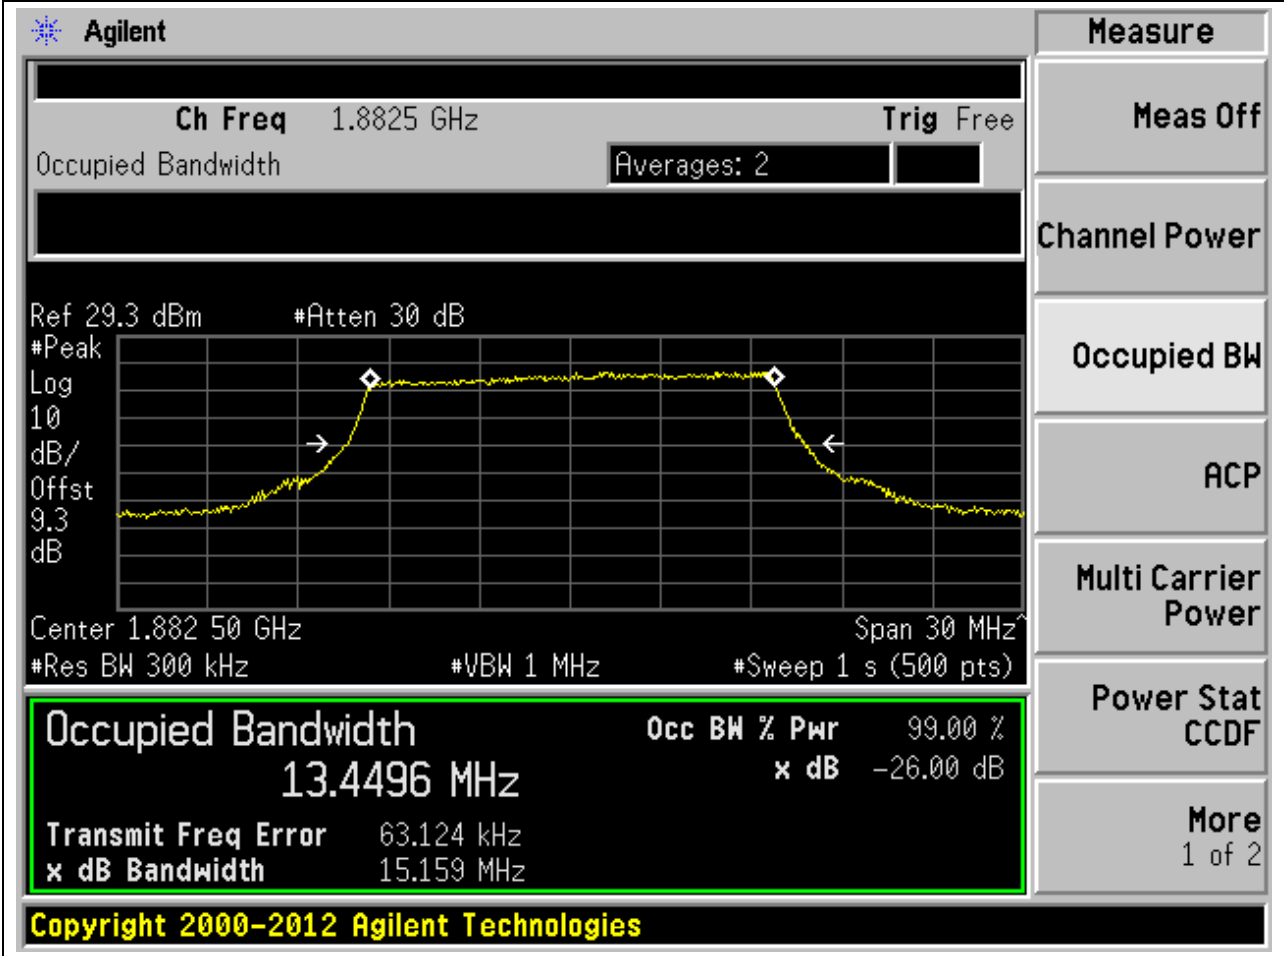 Agilent
Measure
Ch Freq 1.8825 GHz Trig Free
Occupied Bandwidth Averages: 2
Meas Off
Channel Power
Occupied BW
ACP
Multi Carrier
Power
Power Stat
CCDF
More
1 of 2
Ref 29.3 dBm #Atten 30 dB
#Peak
Log
10
dB/
Offst
9.3
dB
Center 1.882 50 GHz Span 30 MHz^
#Res BW 300 kHz #VBW 1 MHz #Sweep 1 s (500 pts)
Occupied Bandwidth Occ BW % Pwr 99.00 %
13.4496 MHz x dB -26.00 dB
Transmit Freq Error 63.124 kHz
x dB Bandwidth 15.159 MHz
Copyright 2000-2012 Agilent Technologies